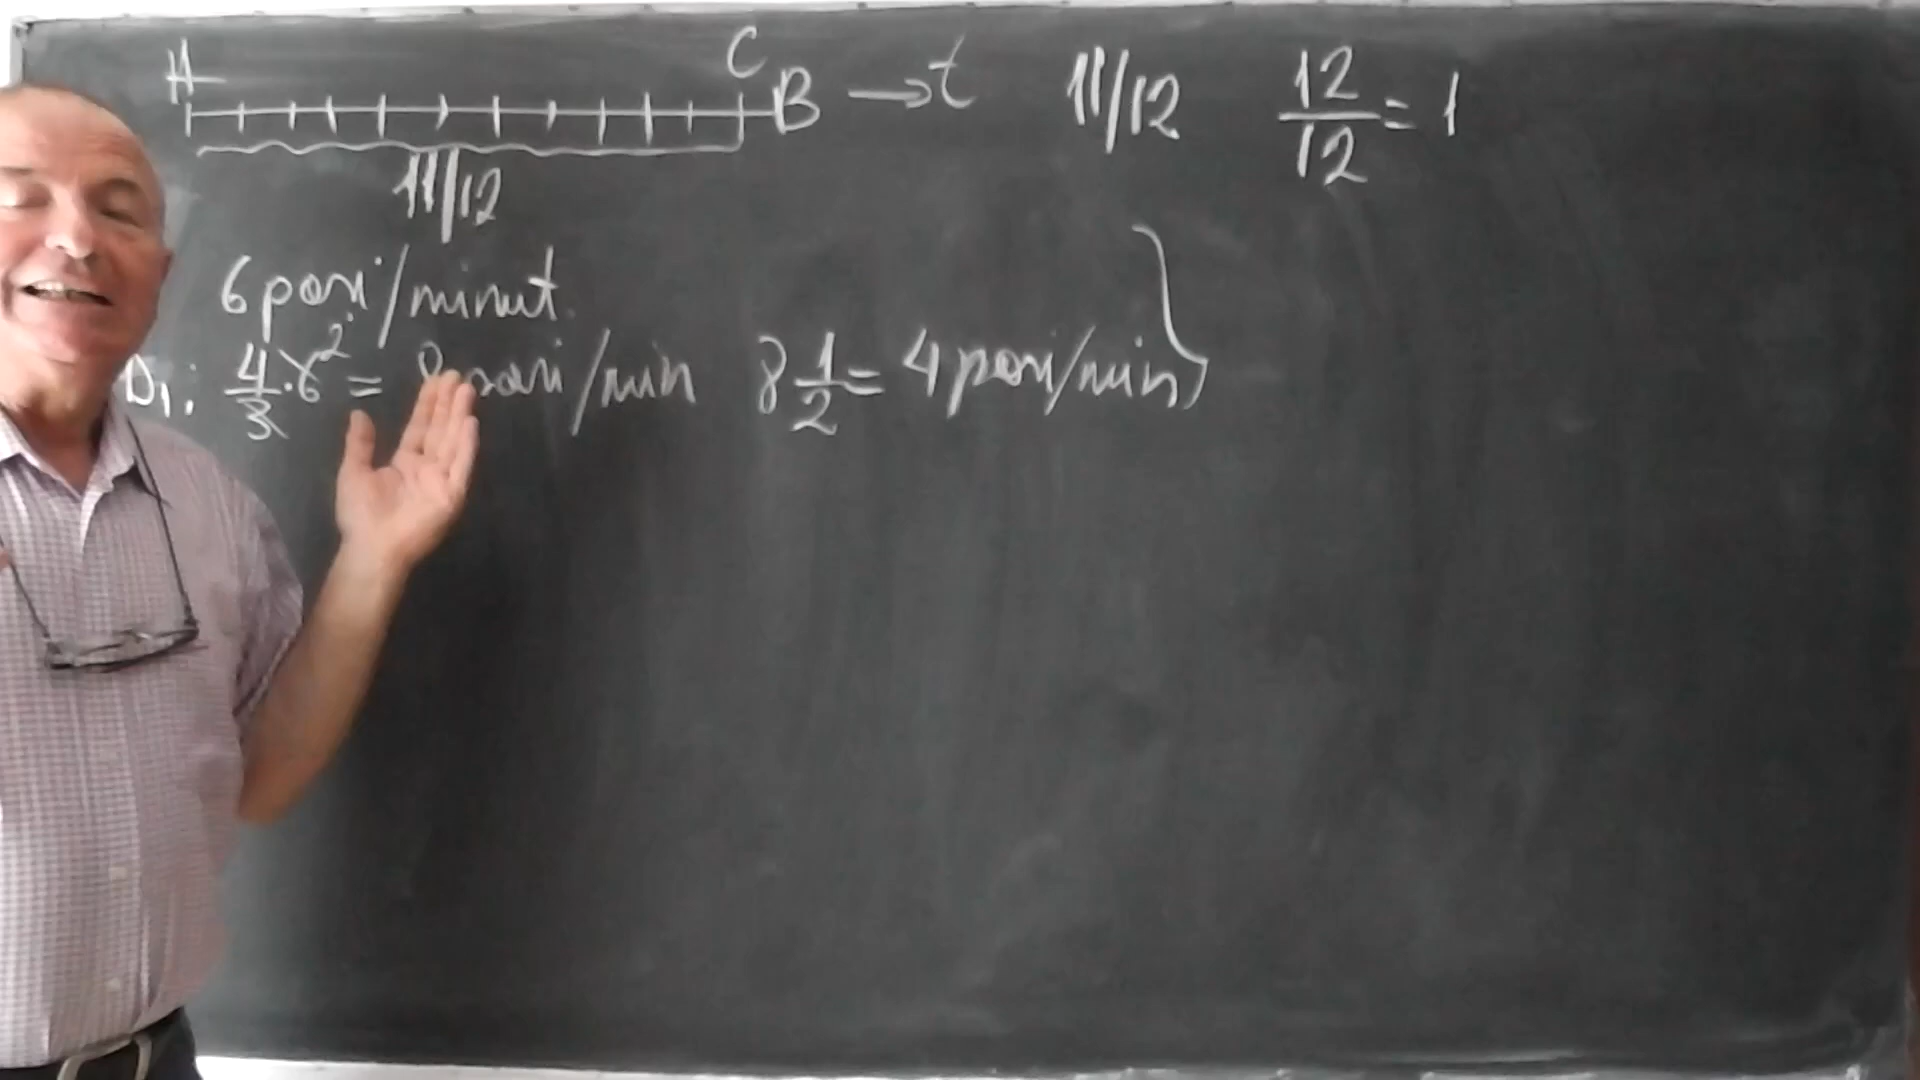 A C B → t 11/12 12/12 = 1
11/12
6 pași/minut
D₁: 4/3 · 6² = 8 pași/min 8 1/2 = 4 pași/min